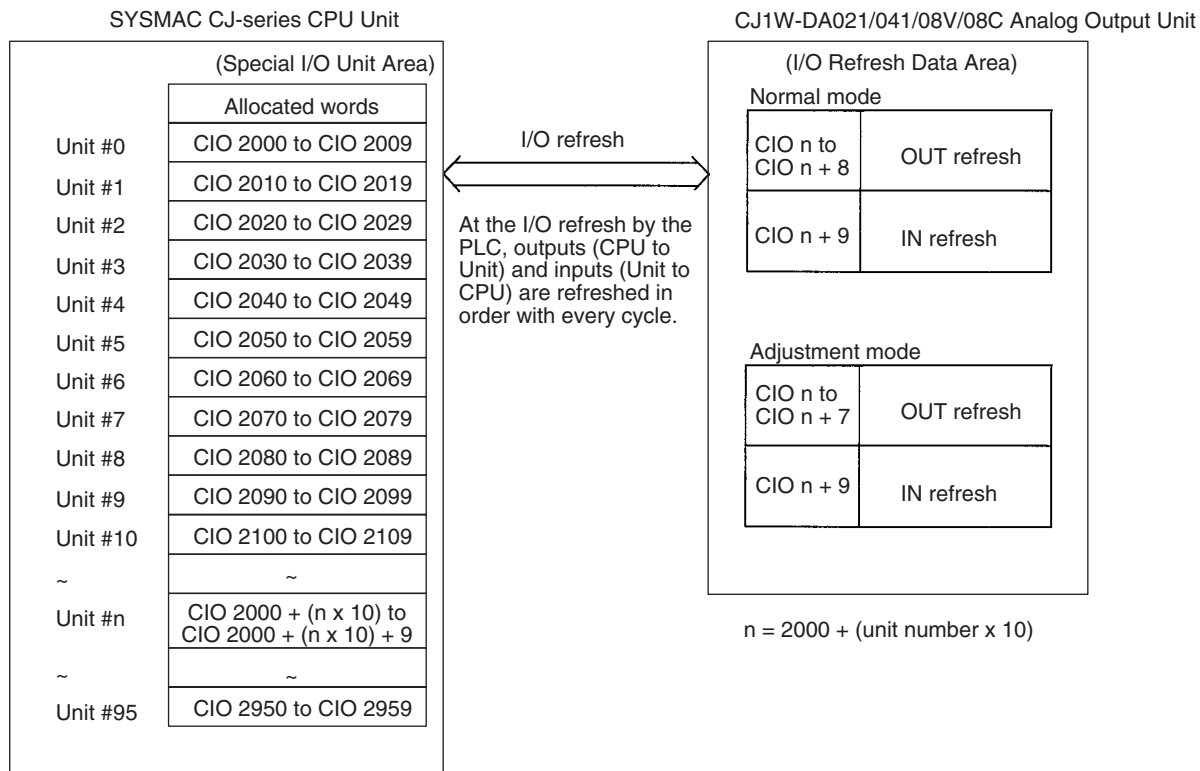 SYSMAC CJ-series CPU Unit
(Special I/O Unit Area)
Allocated words
Unit #0 CIO 2000 to CIO 2009
Unit #1 CIO 2010 to CIO 2019
Unit #2 CIO 2020 to CIO 2029
Unit #3 CIO 2030 to CIO 2039
Unit #4 CIO 2040 to CIO 2049
Unit #5 CIO 2050 to CIO 2059
Unit #6 CIO 2060 to CIO 2069
Unit #7 CIO 2070 to CIO 2079
Unit #8 CIO 2080 to CIO 2089
Unit #9 CIO 2090 to CIO 2099
Unit #10 CIO 2100 to CIO 2109
~ ~
Unit #n CIO 2000 + (n x 10) to
CIO 2000 + (n x 10) + 9
~ ~
Unit #95 CIO 2950 to CIO 2959
I/O refresh
At the I/O refresh by the
PLC, outputs (CPU to
Unit) and inputs (Unit to
CPU) are refreshed in
order with every cycle.
CJ1W-DA021/041/08V/08C Analog Output Unit
(I/O Refresh Data Area)
Normal mode
CIO n to
CIO n + 8 OUT refresh
CIO n + 9 IN refresh
Adjustment mode
CIO n to
CIO n + 7 OUT refresh
CIO n + 9 IN refresh
n = 2000 + (unit number x 10)